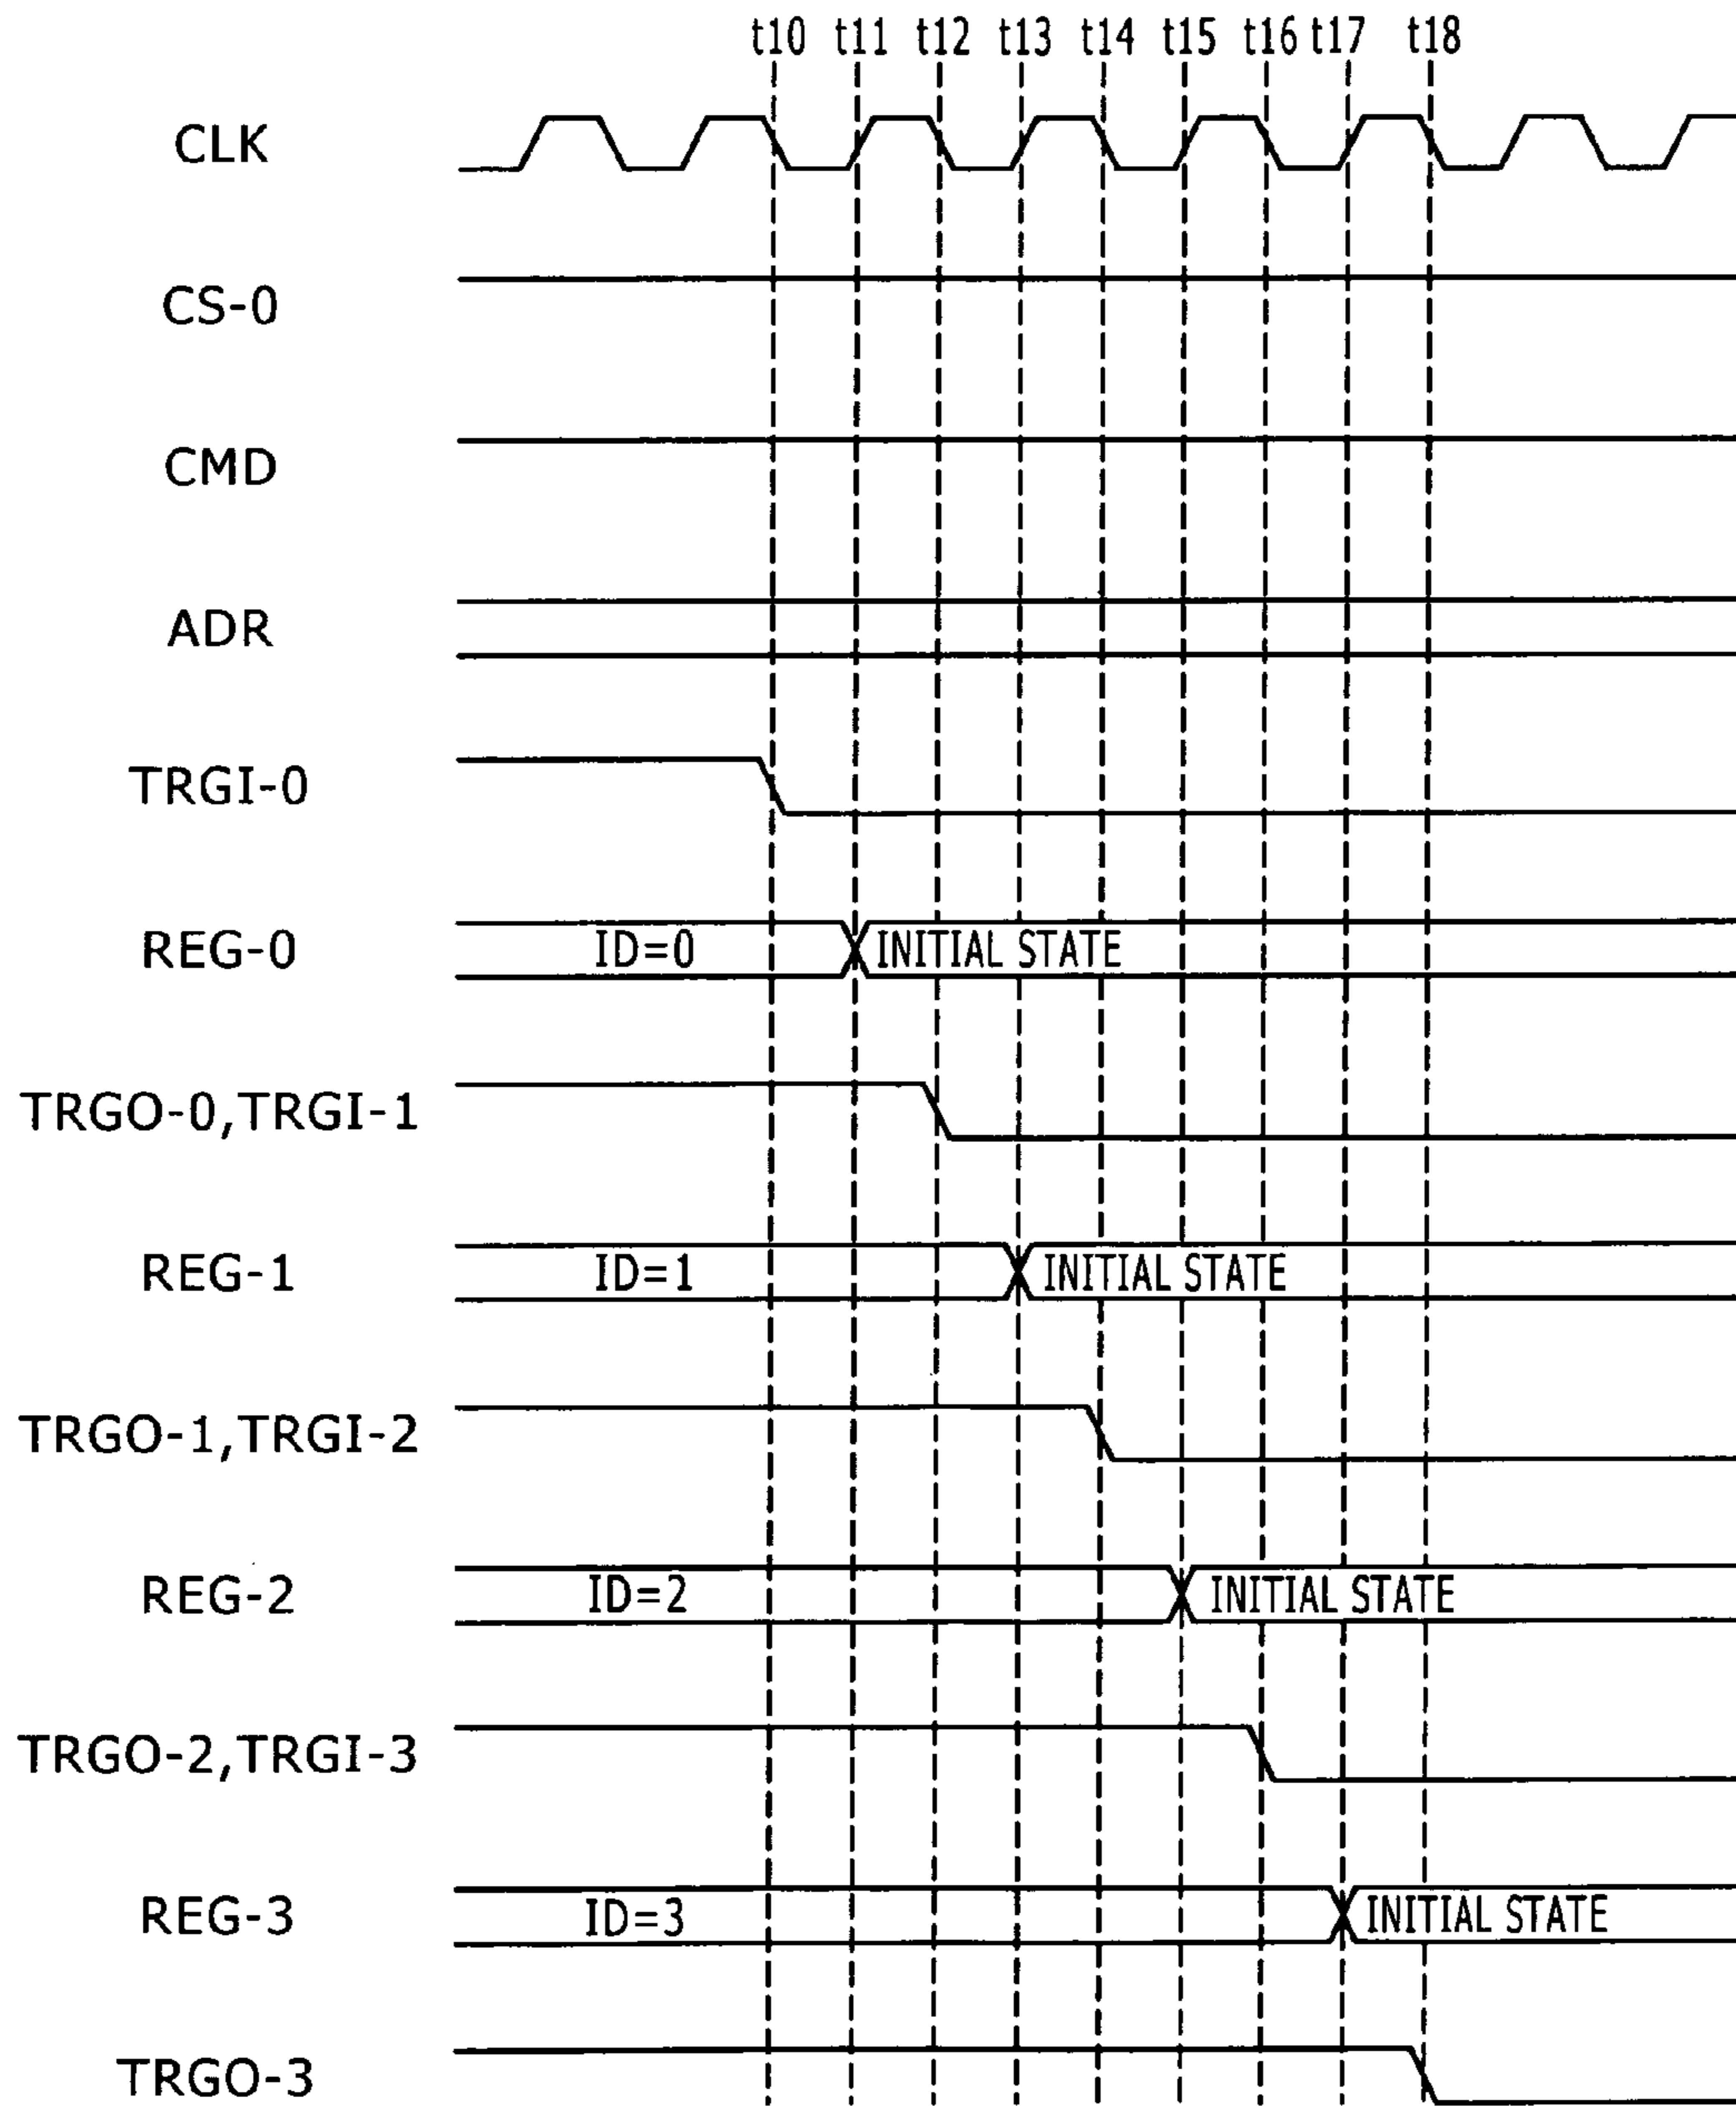 t10 t11 t12 t13 t14 t15 t16 t17 t18
CLK
CS-0
CMD
ADR
TRGI-0
REG-0 ID=0 INITIAL STATE
TRGO-0,TRGI-1
REG-1 ID=1 INITIAL STATE
TRGO-1,TRGI-2
REG-2 ID=2 INITIAL STATE
TRGO-2,TRGI-3
REG-3 ID=3 INITIAL STATE
TRGO-3